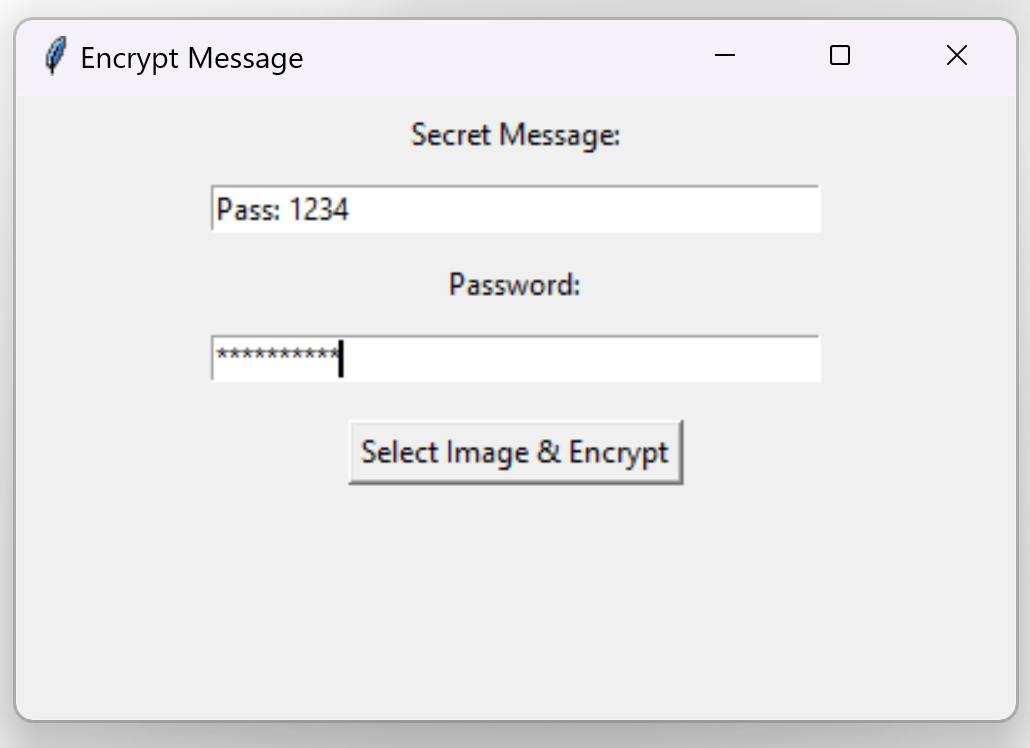 Encrypt Message
Secret Message:
Pass: 1234
Password:
**********
Select Image & Encrypt